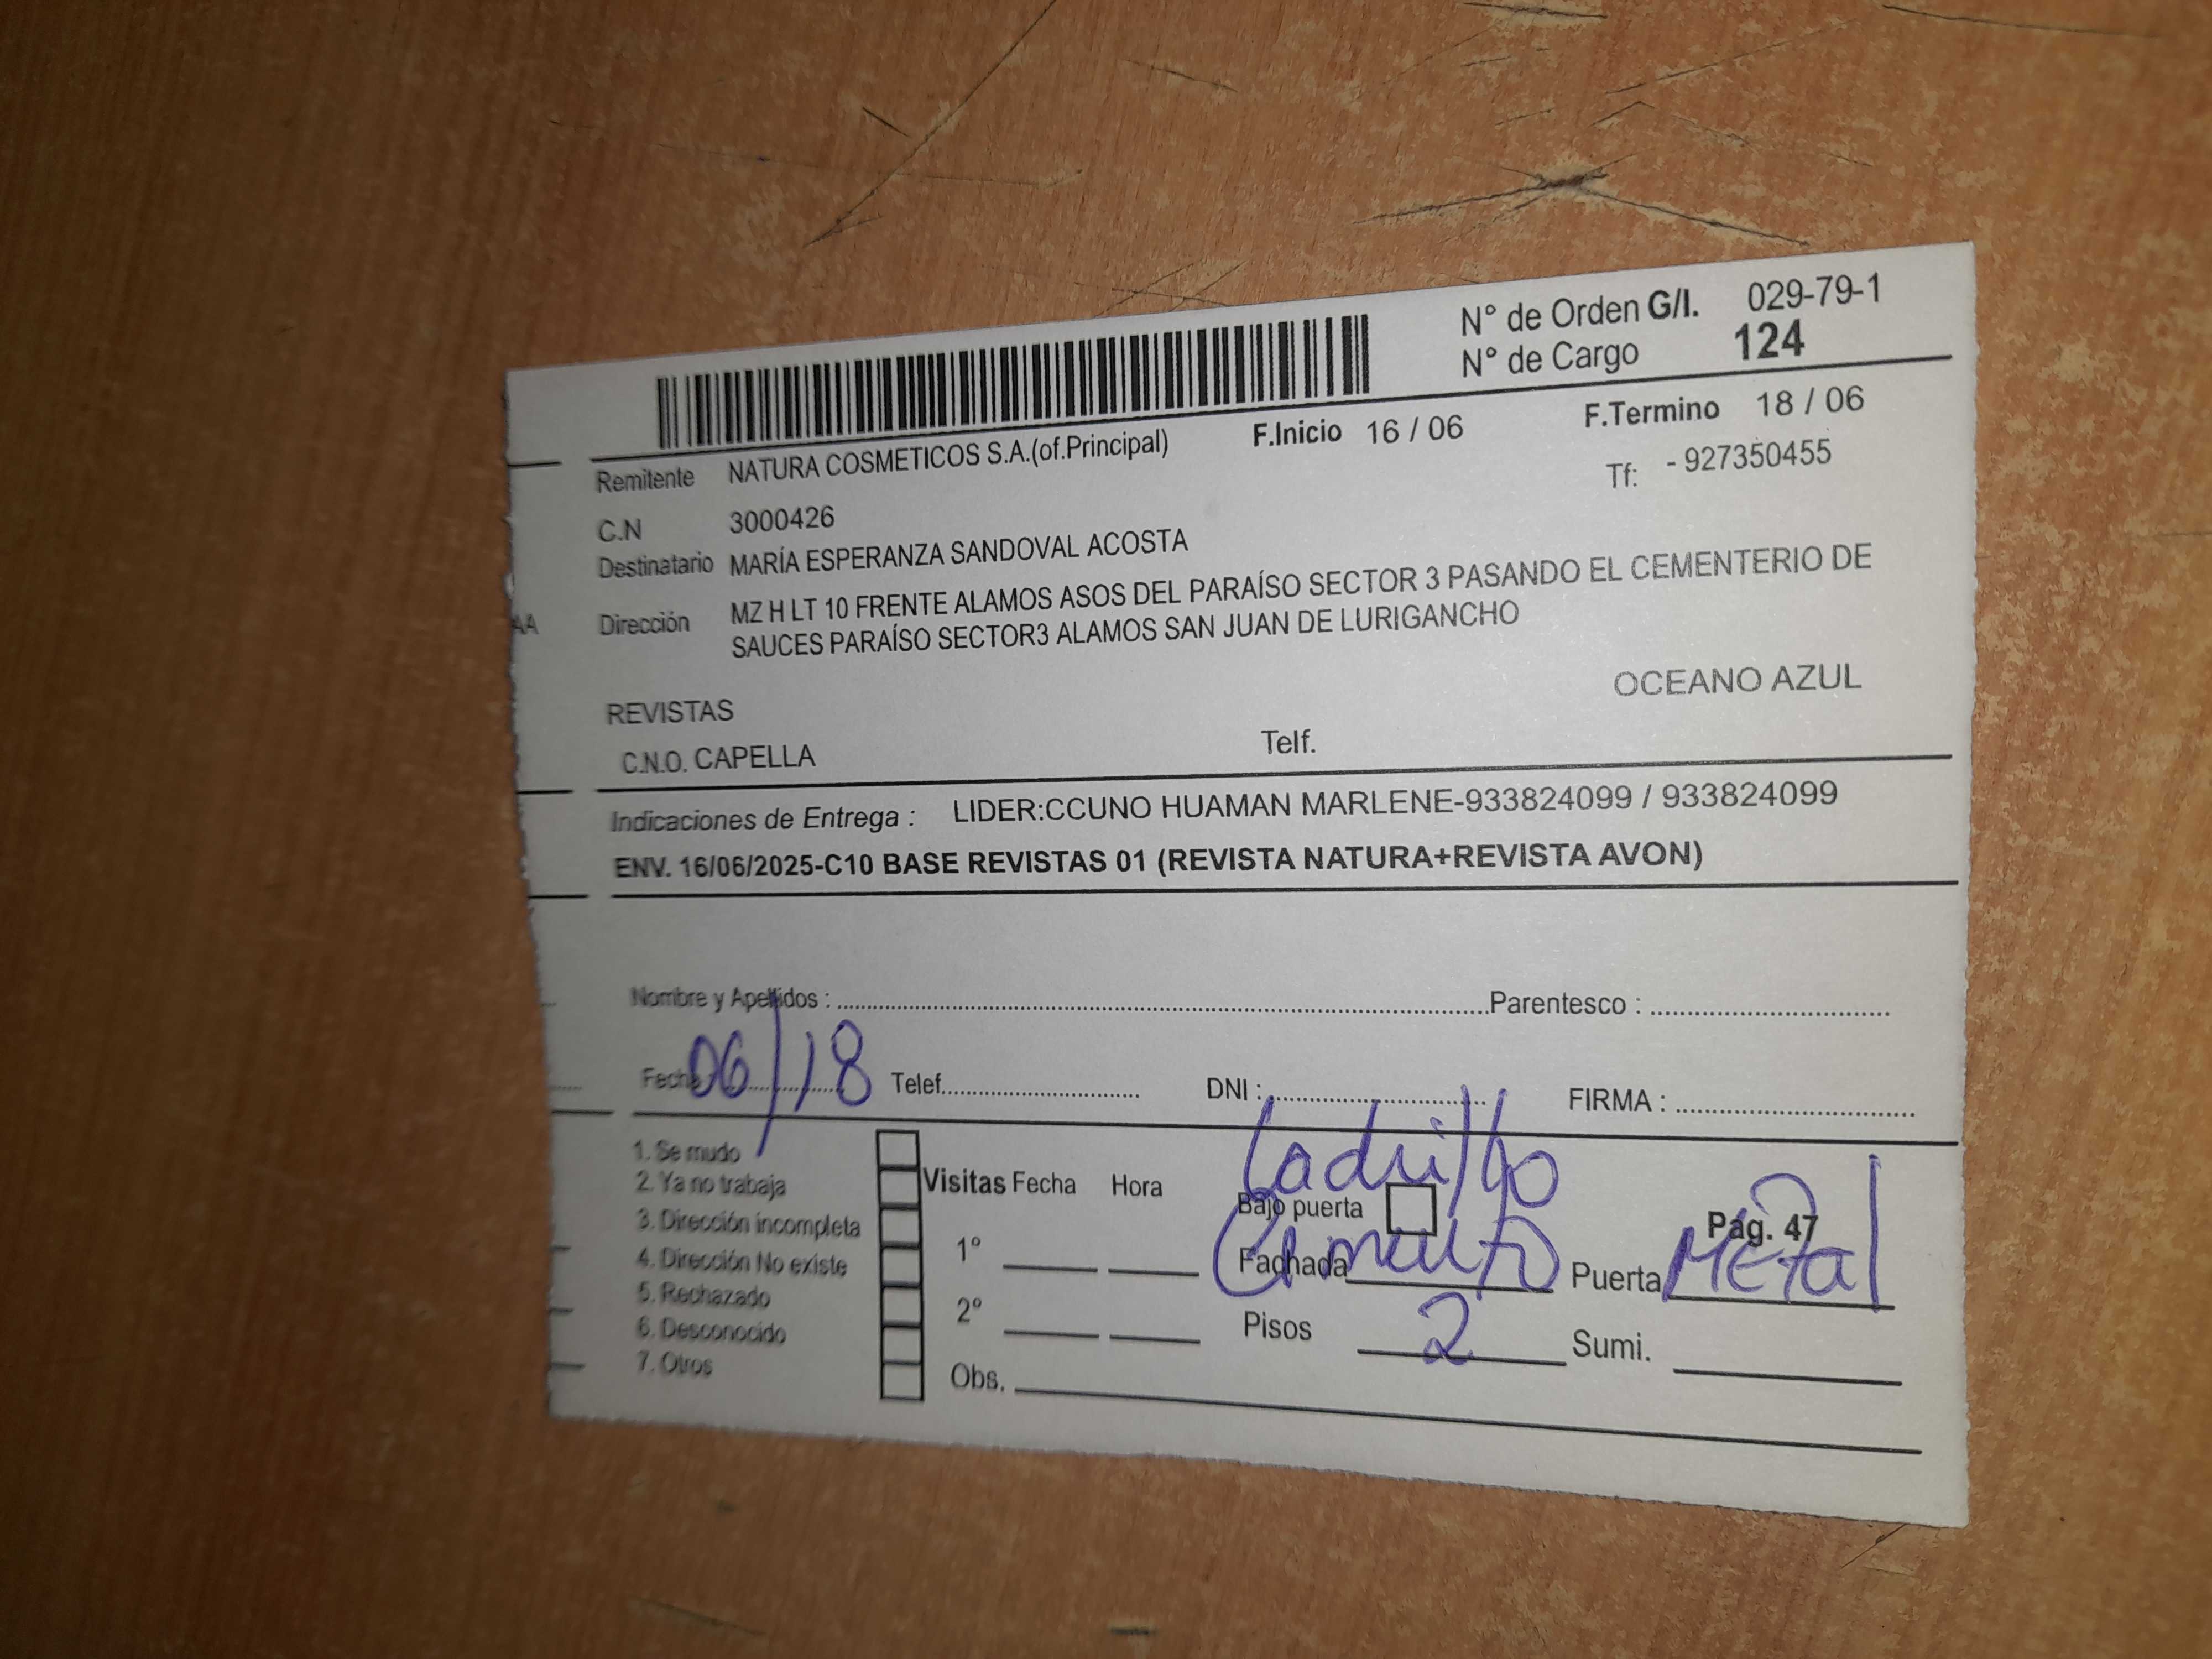 N° de Orden G/I. 029-79-1
N° de Cargo 124
F.Inicio 16 / 06 F.Termino 18 / 06
Remitente NATURA COSMETICOS S.A.(of.Principal) Tf: - 927350455
C.N 3000426
Destinatario MARÍA ESPERANZA SANDOVAL ACOSTA
AA Dirección MZ H LT 10 FRENTE ALAMOS ASOS DEL PARAÍSO SECTOR 3 PASANDO EL CEMENTERIO DE
SAUCES PARAÍSO SECTOR3 ALAMOS SAN JUAN DE LURIGANCHO
OCEANO AZUL
REVISTAS
C.N.O. CAPELLA Telf.
Indicaciones de Entrega : LIDER:CCUNO HUAMAN MARLENE-933824099 / 933824099
ENV. 16/06/2025-C10 BASE REVISTAS 01 (REVISTA NATURA+REVISTA AVON)
Nombre y Apellidos : Parentesco :
Fecha : 06/18 Telef. DNI : FIRMA :
1. Se mudo
2. Ya no trabaja
3. Dirección incompleta
4. Dirección No existe
5. Rechazado
6. Desconocido
7. Otros
Visitas Fecha Hora
1°
2°
Obs.
Ladrillo
Bajo puerta Pag. 47
Fachada Cemento Puerta Metal
Pisos 2 Sumi.